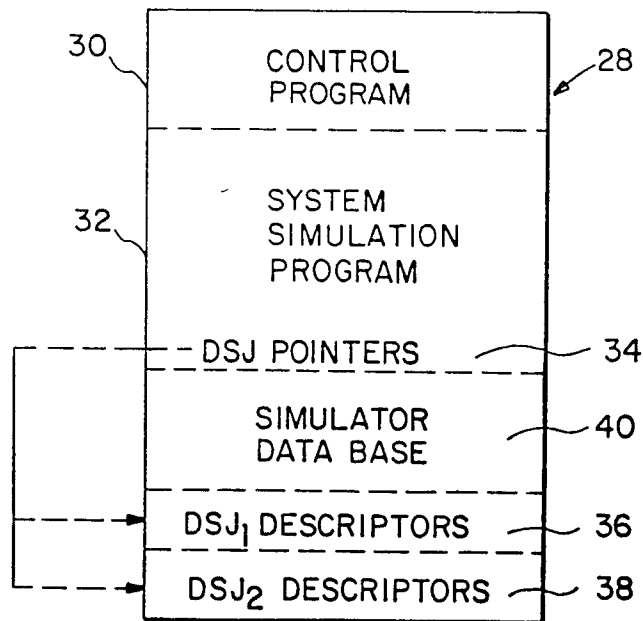 30
CONTROL
PROGRAM
28
32
SYSTEM
SIMULATION
PROGRAM
DSJ POINTERS
34
SIMULATOR
DATA BASE
40
DSJ1 DESCRIPTORS
36
DSJ2 DESCRIPTORS
38